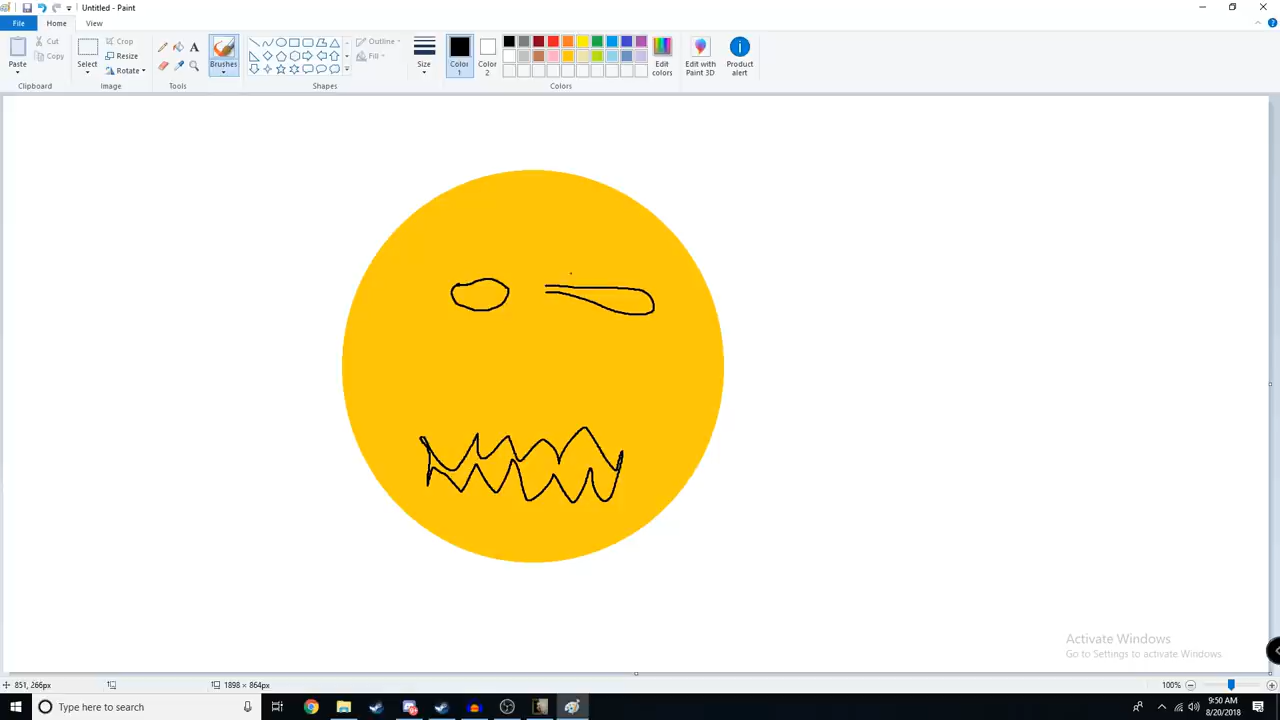 Untitled - Paint
File Home View
Paste Cut Copy Clipboard
Select Crop Resize Rotate Image
A Tools
Brushes
Shapes
Outline Fill
Size
Color 1 Color 2
Colors
Edit colors
Edit with Paint 3D
Product alert
Activate Windows
Go to Settings to activate Windows.
851, 266px 1898 × 864px 100%
Type here to search
9:50 AM
8/20/2018